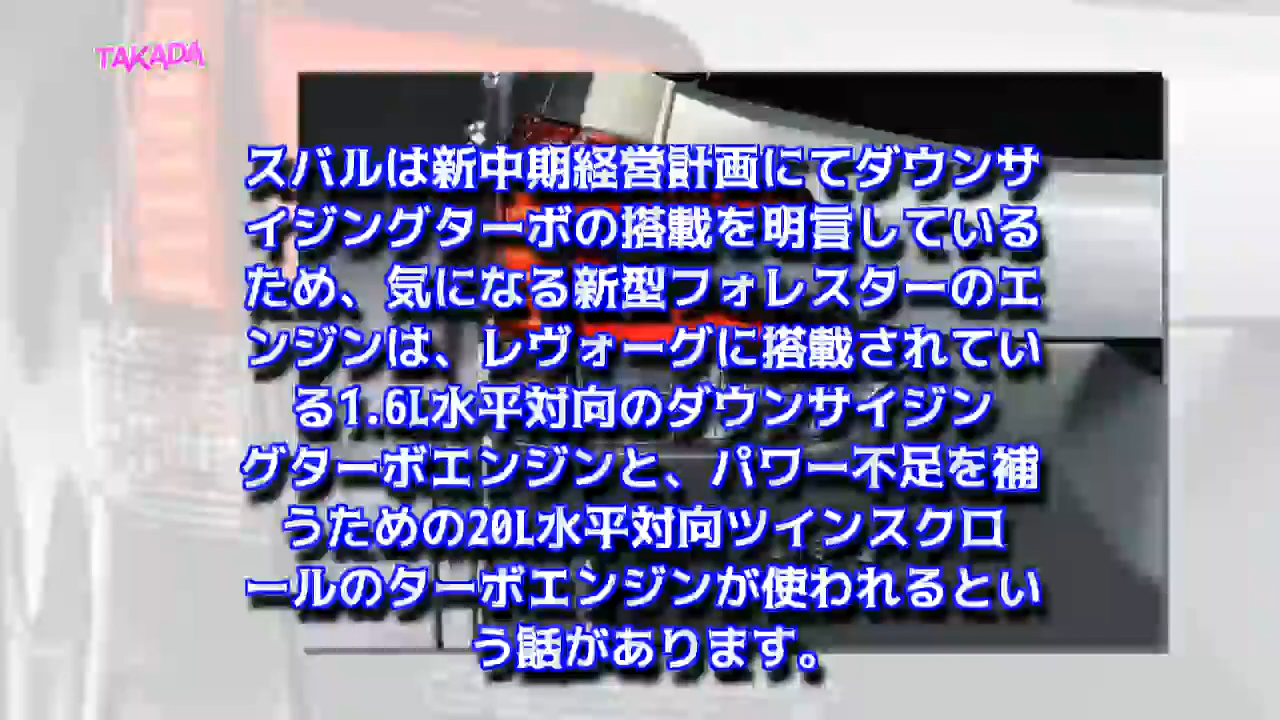 TAKADA
スバルは新中期経営計画にてダウンサ
イジングターボの搭載を明言している
ため、気になる新型フォレスターのエ
ンジンは、レヴォーグに搭載されてい
る1.6L水平対向のダウンサイジン
グターボエンジンと、パワー不足を補
うための20L水平対向ツインスクロ
ールのターボエンジンが使われるとい
う話があります。